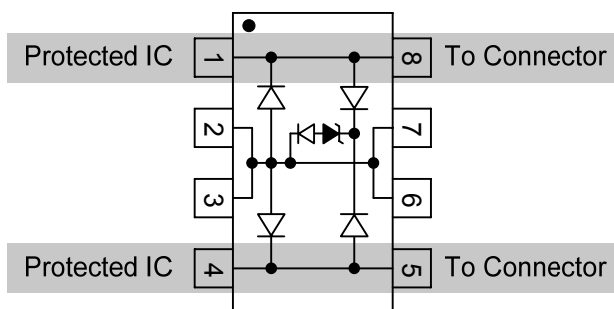 Protected IC 1 8 To Connector
2 7
3 6
Protected IC 4 5 To Connector